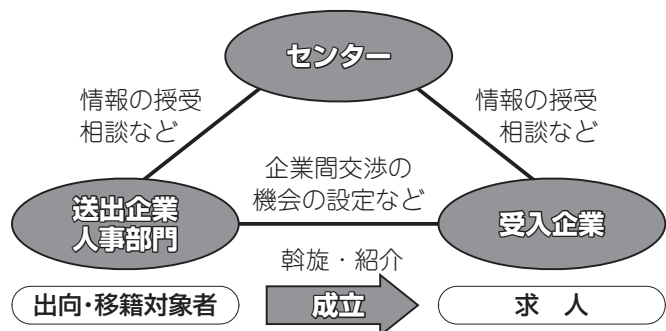 センター
情報の授受
相談など
情報の授受
相談など
企業間交渉の
機会の設定など
送出企業
人事部門
受入企業
斡旋・紹介
出向・移籍対象者
成立
求 人